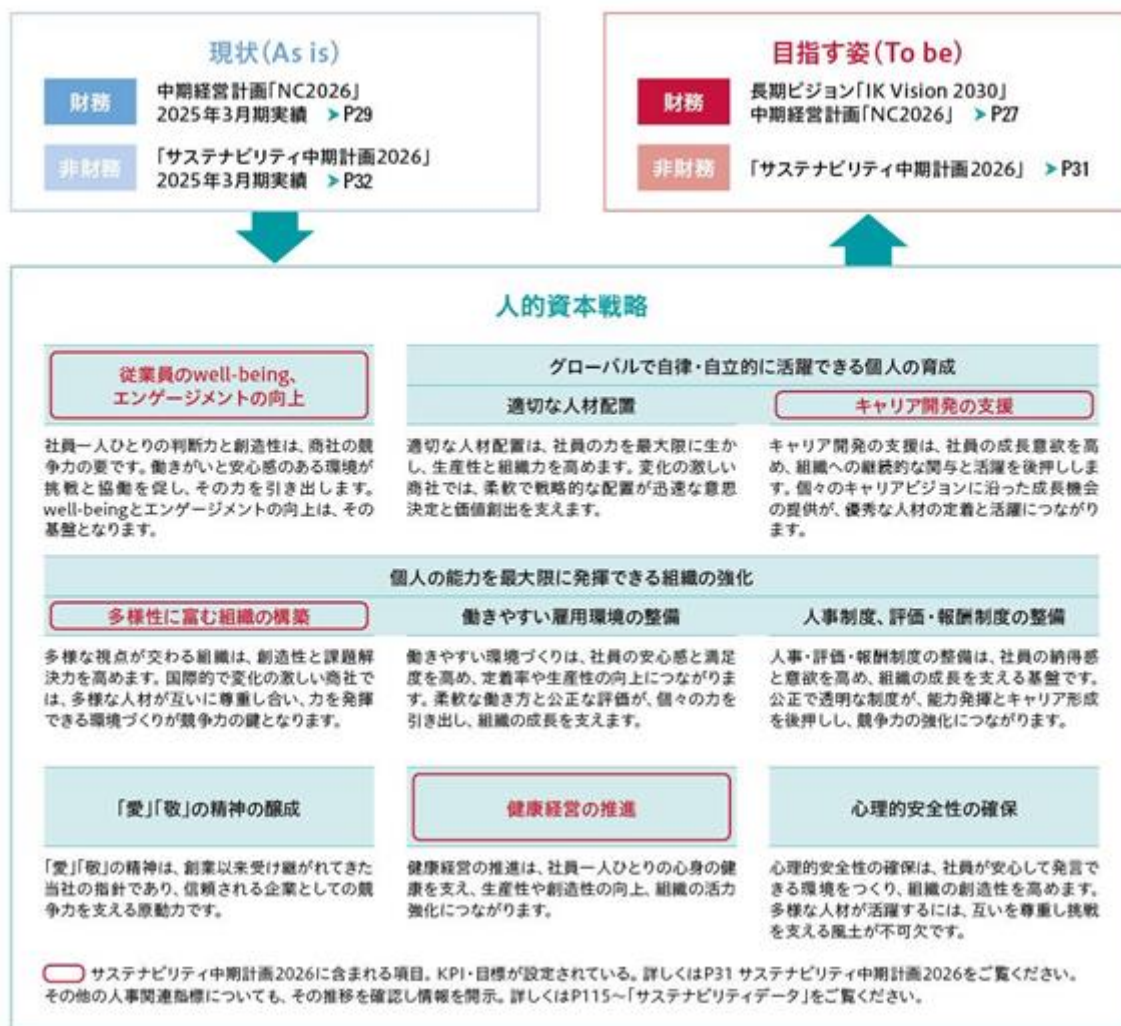 現状(As is)
財務
中期経営計画「NC2026」
2025年3月期実績 ➤P29
非財務
「サステナビリティ中期計画2026」
2025年3月期実績 ➤P32
目指す姿(To be)
財務
長期ビジョン「IK Vision 2030」
中期経営計画「NC2026」 ➤P27
非財務
「サステナビリティ中期計画2026」 ➤P31
人的資本戦略
従業員のwell-being、
エンゲージメントの向上
社員一人ひとりの判断力と創造性は、商社の競
争力の要です。働きがいと安心感のある環境が
挑戦と協働を促し、その力を引き出します。
well-beingとエンゲージメントの向上は、その
基盤となります。
グローバルで自律・自立的に活躍できる個人の育成
適切な人材配置
適切な人材配置は、社員の力を最大限に生か
し、生産性と組織力を高めます。変化の激しい
商社では、柔軟で戦略的な配置が迅速な意思
決定と価値創出を支えます。
キャリア開発の支援
キャリア開発の支援は、社員の成長意欲を高
め、組織への継続的な関与と活躍を後押ししま
す。個々のキャリアビジョンに沿った成長機会
の提供が、優秀な人材の定着と活躍につながり
ます。
個人の能力を最大限に発揮できる組織の強化
多様性に富む組織の構築
多様な視点が交わる組織は、創造性と課題解
決力を高めます。国際的で変化の激しい商社で
は、多様な人材が互いに尊重し合い、力を発揮
できる環境づくりが競争力の鍵となります。
働きやすい雇用環境の整備
働きやすい環境づくりは、社員の安心感と満足
度を高め、定着率や生産性の向上につながりま
す。柔軟な働き方と公正な評価が、個々の力を
引き出し、組織の成長を支えます。
人事制度、評価・報酬制度の整備
人事・評価・報酬制度の整備は、社員の納得感
と意欲を高め、組織の成長を支える基盤です。
公正で透明な制度が、能力発揮とキャリア形成
を後押しし、競争力の強化につながります。
「愛」「敬」の精神の醸成
「愛」「敬」の精神は、創業以来受け継がれてきた
当社の指針であり、信頼される企業としての競
争力を支える原動力です。
健康経営の推進
健康経営の推進は、社員一人ひとりの心身の健
康を支え、生産性や創造性の向上、組織の活力
強化につながります。
心理的安全性の確保
心理的安全性の確保は、社員が安心して発言で
きる環境をつくり、組織の創造性を高めます。
多様な人材が活躍するには、互いを尊重し挑戦
を支える風土が不可欠です。
サステナビリティ中期計画2026に含まれる項目。KPI・目標が設定されている。詳しくはP31 サステナビリティ中期計画2026をご覧ください。
その他の人事関連指標についても、その推移を確認し情報を開示。詳しくはP115～「サステナビリティデータ」をご覧ください。